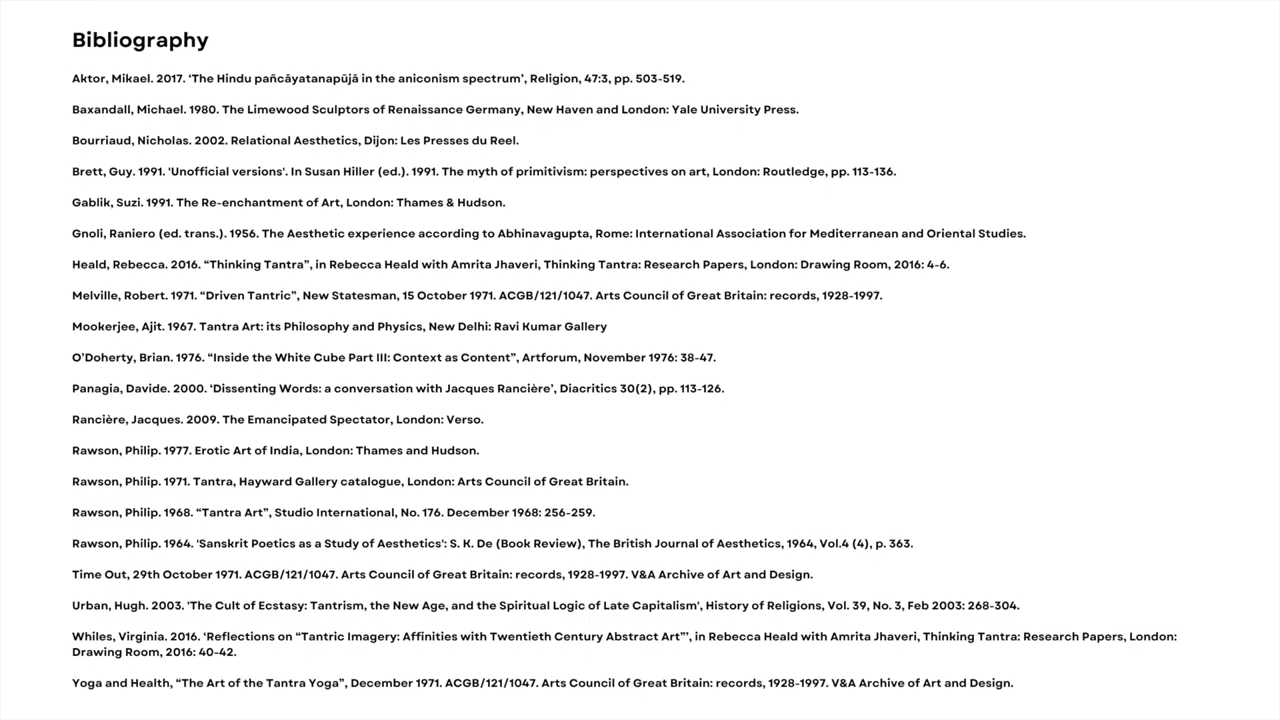 Bibliography
Aktor, Mikael. 2017. ‘The Hindu pañcāyatanapūjā in the aniconism spectrum’, Religion, 47:3, pp. 503-519.
Baxandall, Michael. 1980. The Limewood Sculptors of Renaissance Germany, New Haven and London: Yale University Press.
Bourriaud, Nicholas. 2002. Relational Aesthetics, Dijon: Les Presses du Reel.
Brett, Guy. 1991. 'Unofficial versions'. In Susan Hiller (ed.). 1991. The myth of primitivism: perspectives on art, London: Routledge, pp. 113-136.
Gablik, Suzi. 1991. The Re-enchantment of Art, London: Thames & Hudson.
Gnoli, Raniero (ed. trans.). 1956. The Aesthetic experience according to Abhinavagupta, Rome: International Association for Mediterranean and Oriental Studies.
Heald, Rebecca. 2016. “Thinking Tantra”, in Rebecca Heald with Amrita Jhaveri, Thinking Tantra: Research Papers, London: Drawing Room, 2016: 4-6.
Melville, Robert. 1971. “Driven Tantric”, New Statesman, 15 October 1971. ACGB/121/1047. Arts Council of Great Britain: records, 1928-1997.
Mookerjee, Ajit. 1967. Tantra Art: its Philosophy and Physics, New Delhi: Ravi Kumar Gallery
O’Doherty, Brian. 1976. “Inside the White Cube Part III: Context as Content”, Artforum, November 1976: 38-47.
Panagia, Davide. 2000. ‘Dissenting Words: a conversation with Jacques Rancière’, Diacritics 30(2), pp. 113-126.
Rancière, Jacques. 2009. The Emancipated Spectator, London: Verso.
Rawson, Philip. 1977. Erotic Art of India, London: Thames and Hudson.
Rawson, Philip. 1971. Tantra, Hayward Gallery catalogue, London: Arts Council of Great Britain.
Rawson, Philip. 1968. “Tantra Art”, Studio International, No. 176. December 1968: 256-259.
Rawson, Philip. 1964. 'Sanskrit Poetics as a Study of Aesthetics': S. K. De (Book Review), The British Journal of Aesthetics, 1964, Vol.4 (4), p. 363.
Time Out, 29th October 1971. ACGB/121/1047. Arts Council of Great Britain: records, 1928-1997. V&A Archive of Art and Design.
Urban, Hugh. 2003. 'The Cult of Ecstasy: Tantrism, the New Age, and the Spiritual Logic of Late Capitalism', History of Religions, Vol. 39, No. 3, Feb 2003: 268-304.
Whiles, Virginia. 2016. ‘Reflections on “Tantric Imagery: Affinities with Twentieth Century Abstract Art”’, in Rebecca Heald with Amrita Jhaveri, Thinking Tantra: Research Papers, London:
Drawing Room, 2016: 40-42.
Yoga and Health, “The Art of the Tantra Yoga”, December 1971. ACGB/121/1047. Arts Council of Great Britain: records, 1928-1997. V&A Archive of Art and Design.